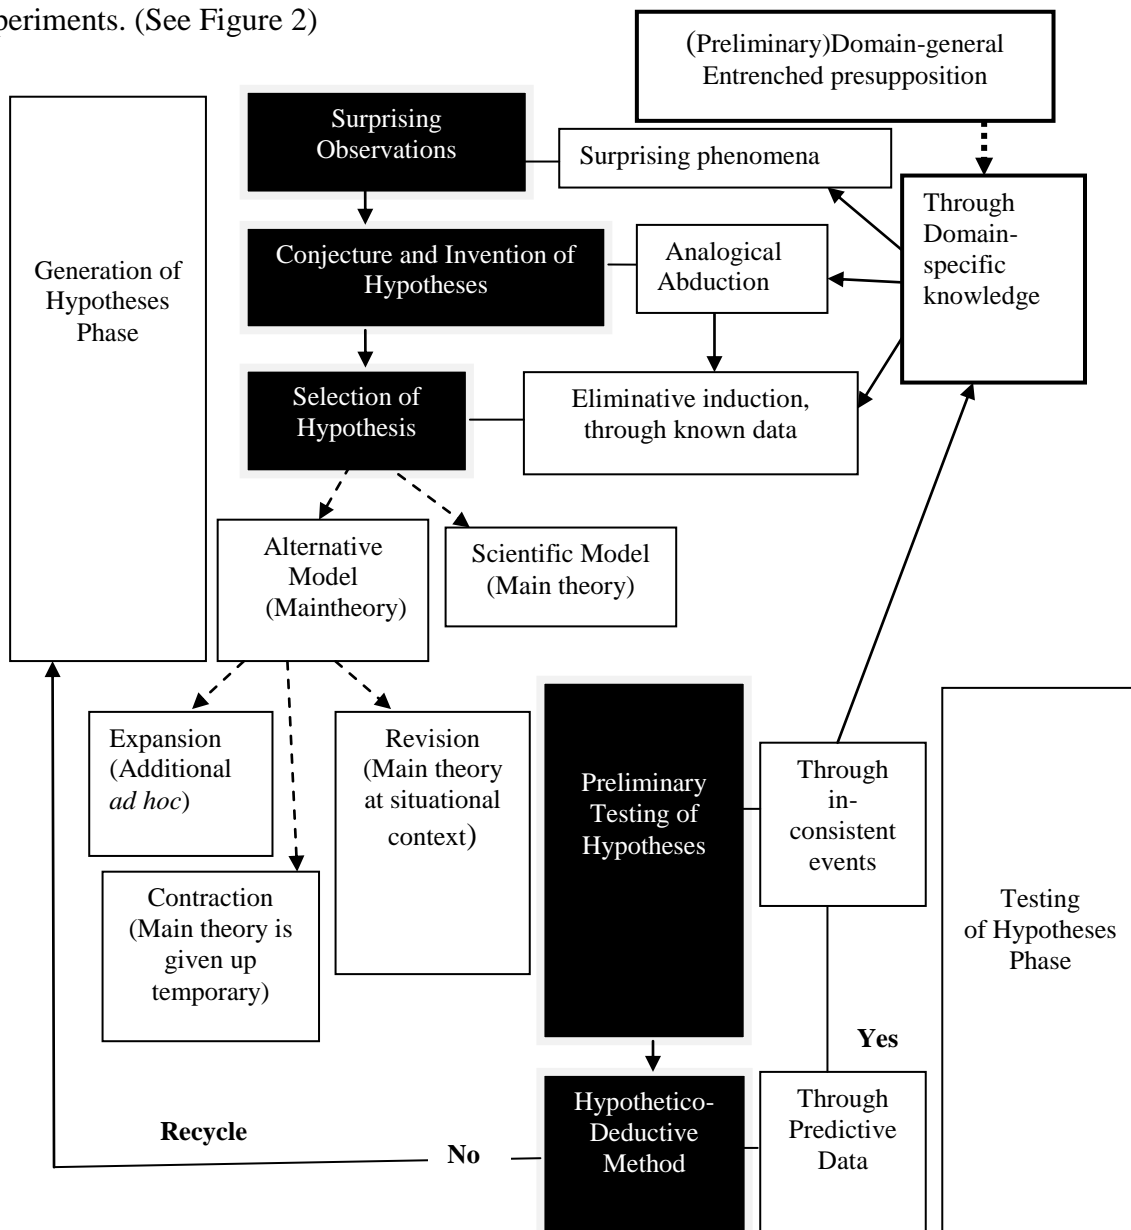 periments. (See Figure 2)
(Preliminary)Domain-general
Entrenched presupposition
Surprising
Observations
Surprising phenomena
Through
Domain-
specific
knowledge
Generation of
Hypotheses
Phase
Conjecture and Invention of
Hypotheses
Analogical
Abduction
Selection of
Hypothesis
Eliminative induction,
through known data
Alternative
Model
(Maintheory)
Scientific Model
(Main theory)
Expansion
(Additional
ad hoc)
Revision
(Main theory
at situational
context)
Contraction
(Main theory is
given up
temporary)
Preliminary
Testing of
Hypotheses
Through
in-
consistent
events
Testing
of Hypotheses
Phase
Yes
Hypothetico-
Deductive
Method
Through
Predictive
Data
Recycle
No